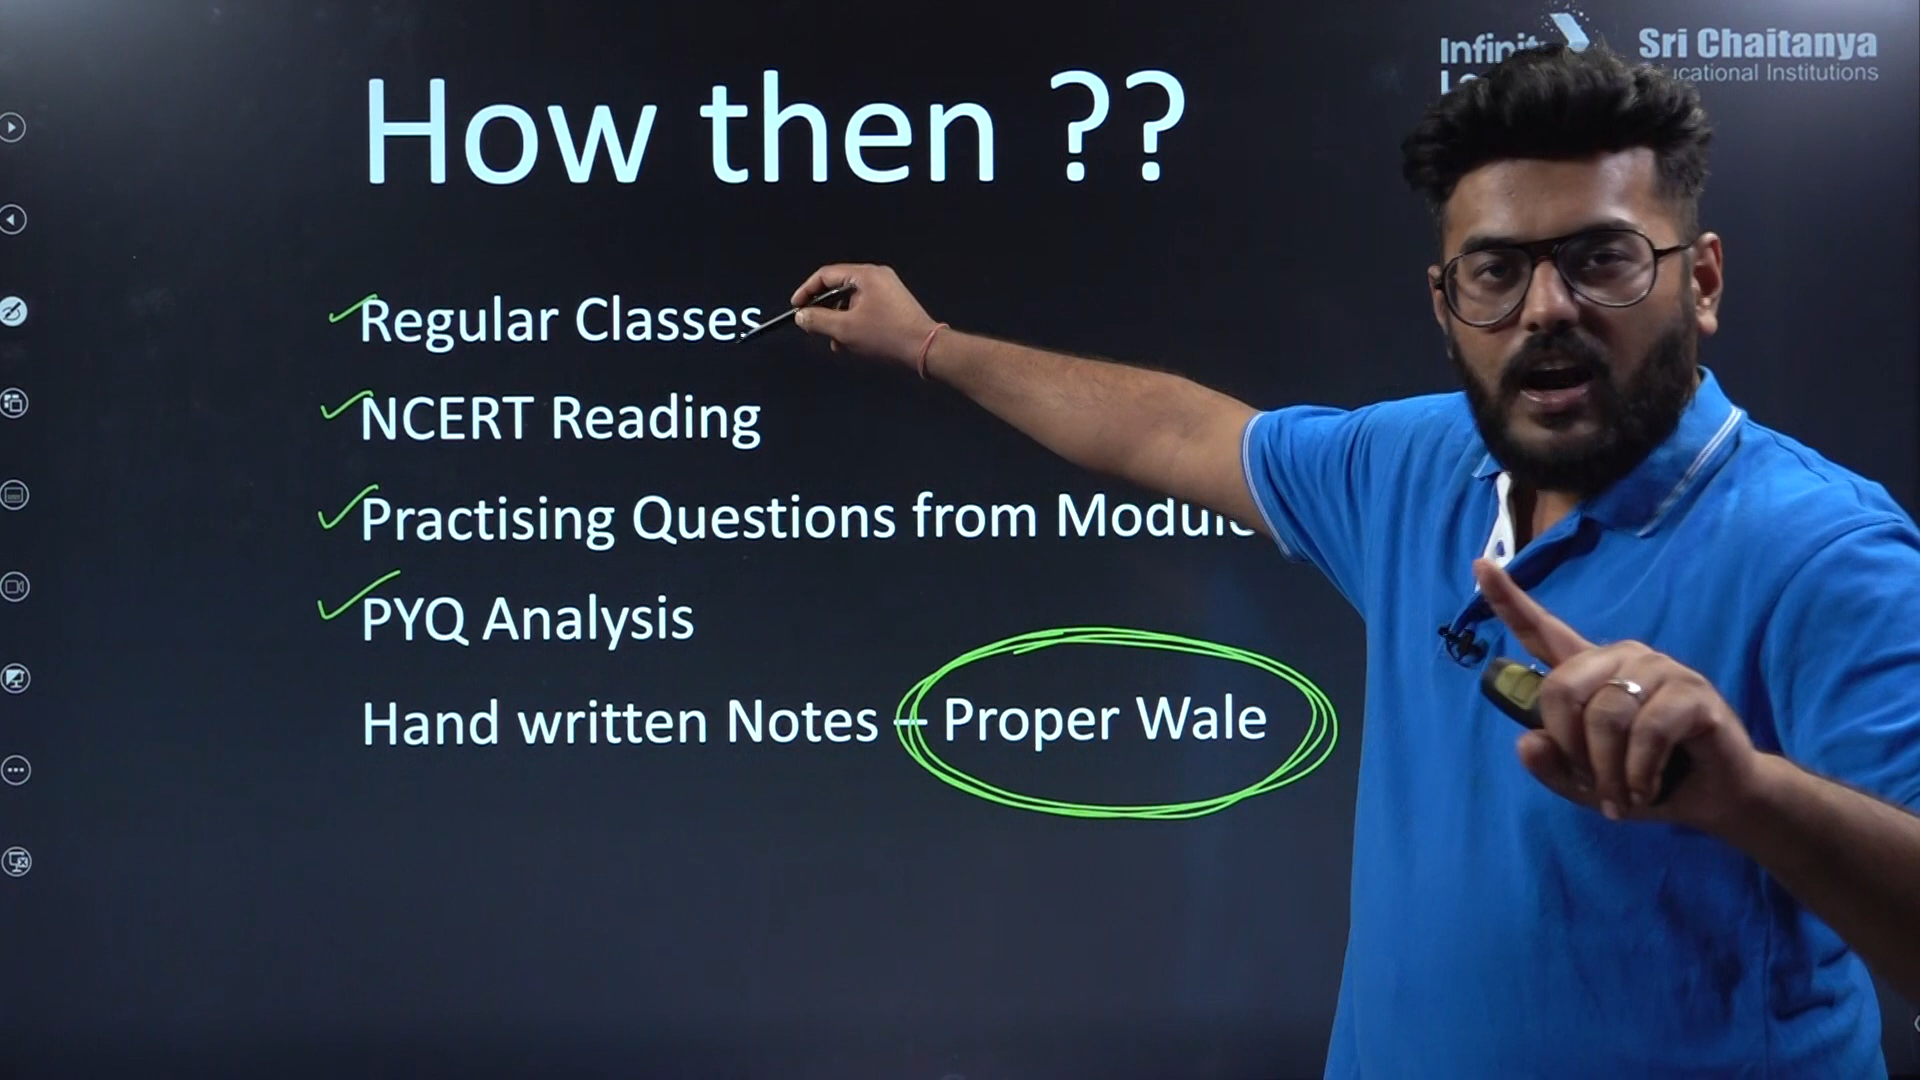 Sri Chaitanya
How then ??
Regular Classes
NCERT Reading
Practising Questions from
PYQ Analysis
Hand written Notes – Proper Wale